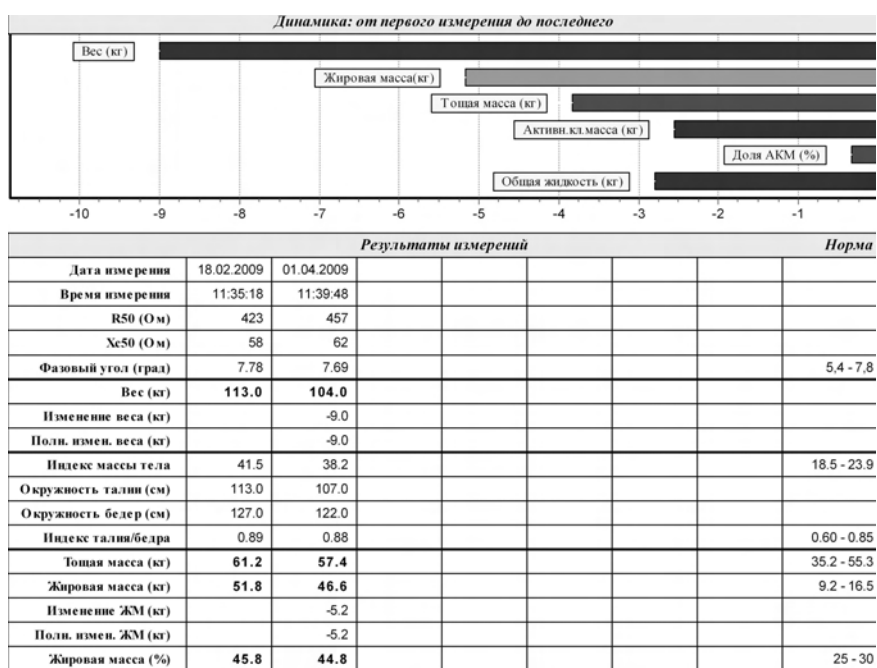 Динамика: от первого измерения до последнего
Вес (кг)
Жировая масса(кг)
Тощая масса (кг)
Активн.кл.масса (кг)
Доля АКМ (%)
Общая жидкость (кг)
-10 -9 -8 -7 -6 -5 -4 -3 -2 -1
Результаты измерений Норма
Дата измерения 18.02.2009 01.04.2009
Время измерения 11:35:18 11:39:48
R50 (Ом) 423 457
Xc50 (Ом) 58 62
Фазовый угол (град) 7.78 7.69 5,4 - 7,8
Вес (кг) 113.0 104.0
Изменение веса (кг) -9.0
Полн. измен. веса (кг) -9.0
Индекс массы тела 41.5 38.2 18.5 - 23.9
Окружность талии (см) 113.0 107.0
Окружность бедер (см) 127.0 122.0
Индекс талия/бедра 0.89 0.88 0.60 - 0.85
Тощая масса (кг) 61.2 57.4 35.2 - 55.3
Жировая масса (кг) 51.8 46.6 9.2 - 16.5
Изменение ЖМ (кг) -5.2
Полн. измен. ЖМ (кг) -5.2
Жировая масса (%) 45.8 44.8 25 - 30